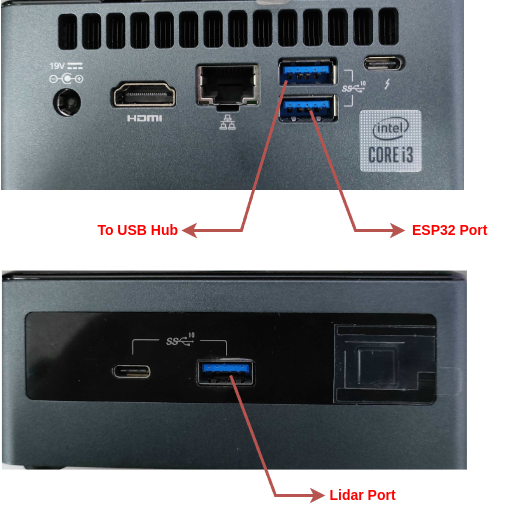 19V
HDMI
SS 10
intel
CORE i3
To USB Hub
ESP32 Port
SS 10
Lidar Port